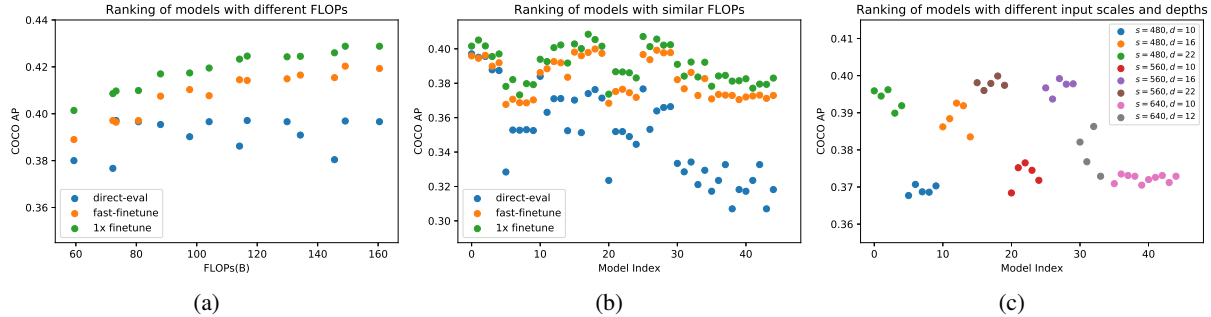 Ranking of models with different FLOPs
COCO AP
0.44
0.42
0.40
0.38
0.36
direct-eval
fast-finetune
1x finetune
60 80 100 120 140 160
FLOPs(B)
(a)
Ranking of models with similar FLOPs
COCO AP
0.40
0.38
0.36
0.34
0.32
0.30
direct-eval
fast-finetune
1x finetune
0 10 20 30 40
Model Index
(b)
Ranking of models with different input scales and depths
COCO AP
0.41
0.40
0.39
0.38
0.37
0.36
s = 480, d = 10
s = 480, d = 16
s = 480, d = 22
s = 560, d = 10
s = 560, d = 16
s = 560, d = 22
s = 640, d = 10
s = 640, d = 12
0 10 20 30 40
Model Index
(c)